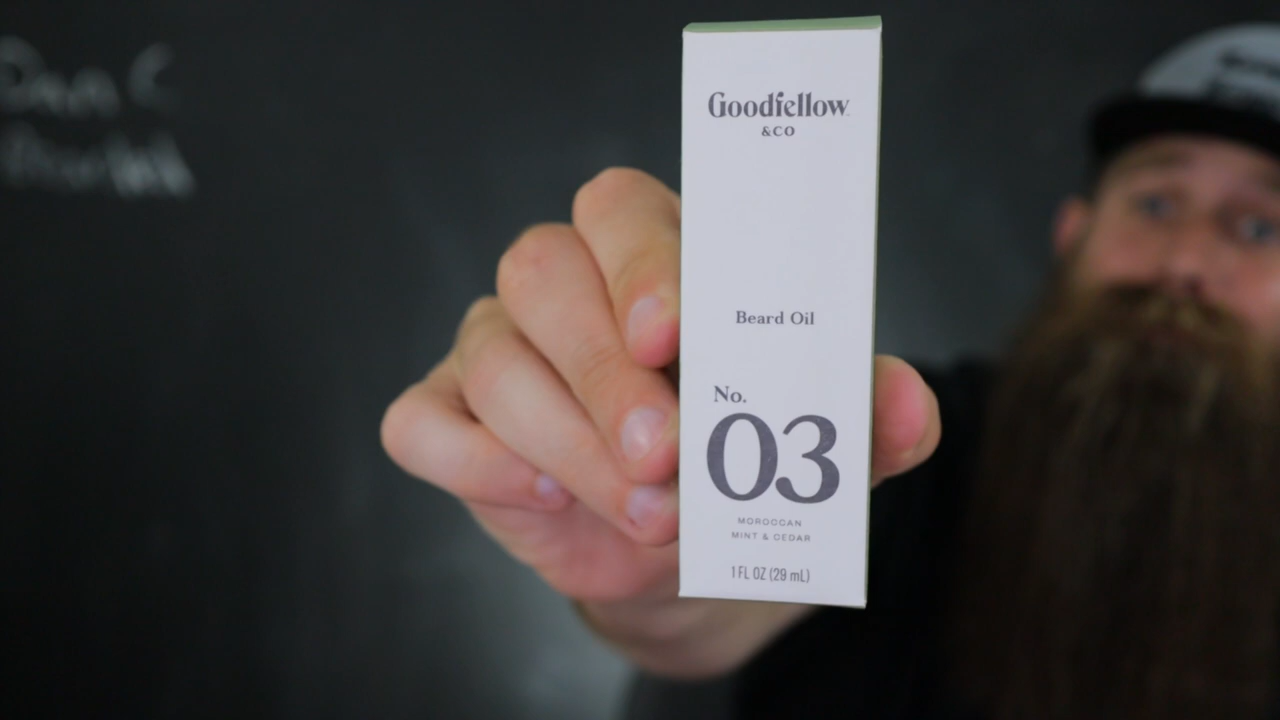 Goodfellow
&CO
Beard Oil
No.
03
MOROCCAN
MINT & CEDAR
1 FL OZ (29 mL)